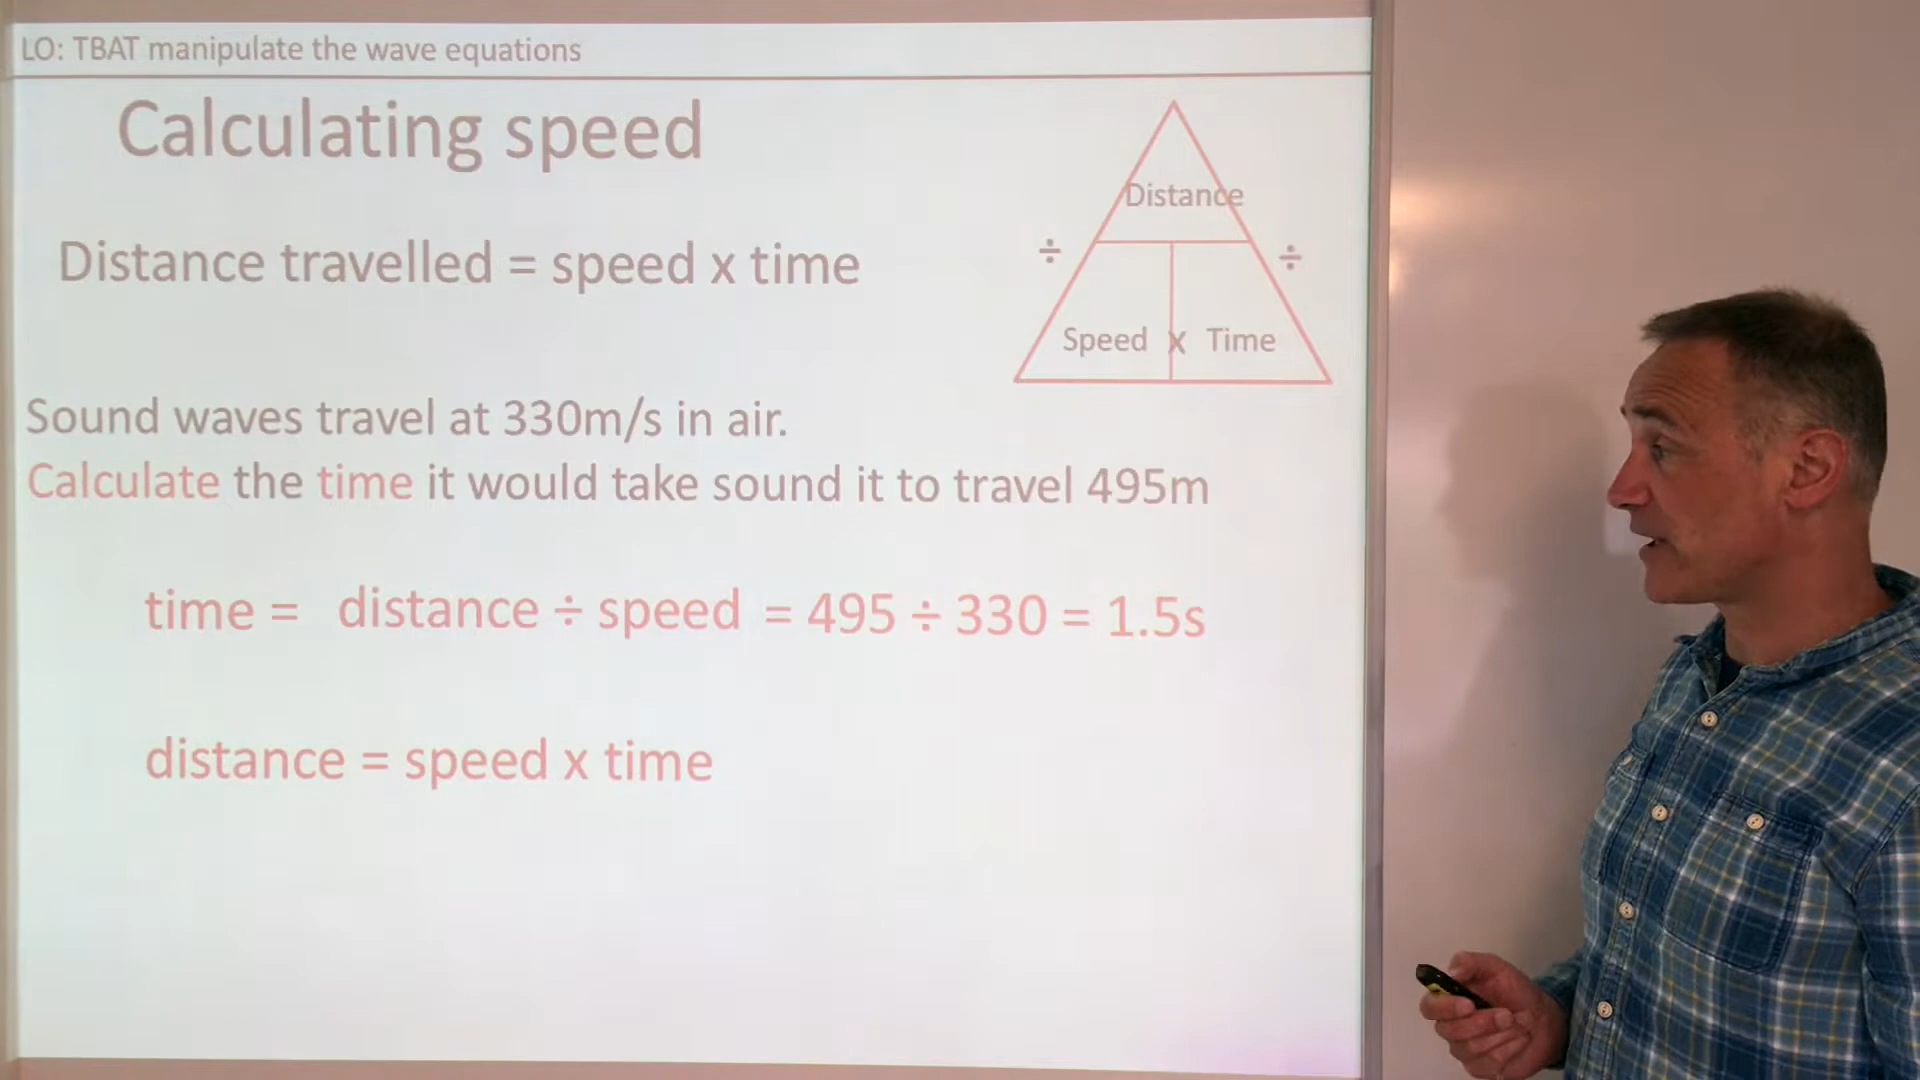 LO: TBAT manipulate the wave equations
Calculating speed
Distance
Distance travelled = speed x time
÷ ÷
Speed x Time
Sound waves travel at 330m/s in air.
Calculate the time it would take sound it to travel 495m
time = distance ÷ speed = 495 ÷ 330 = 1.5s
distance = speed x time